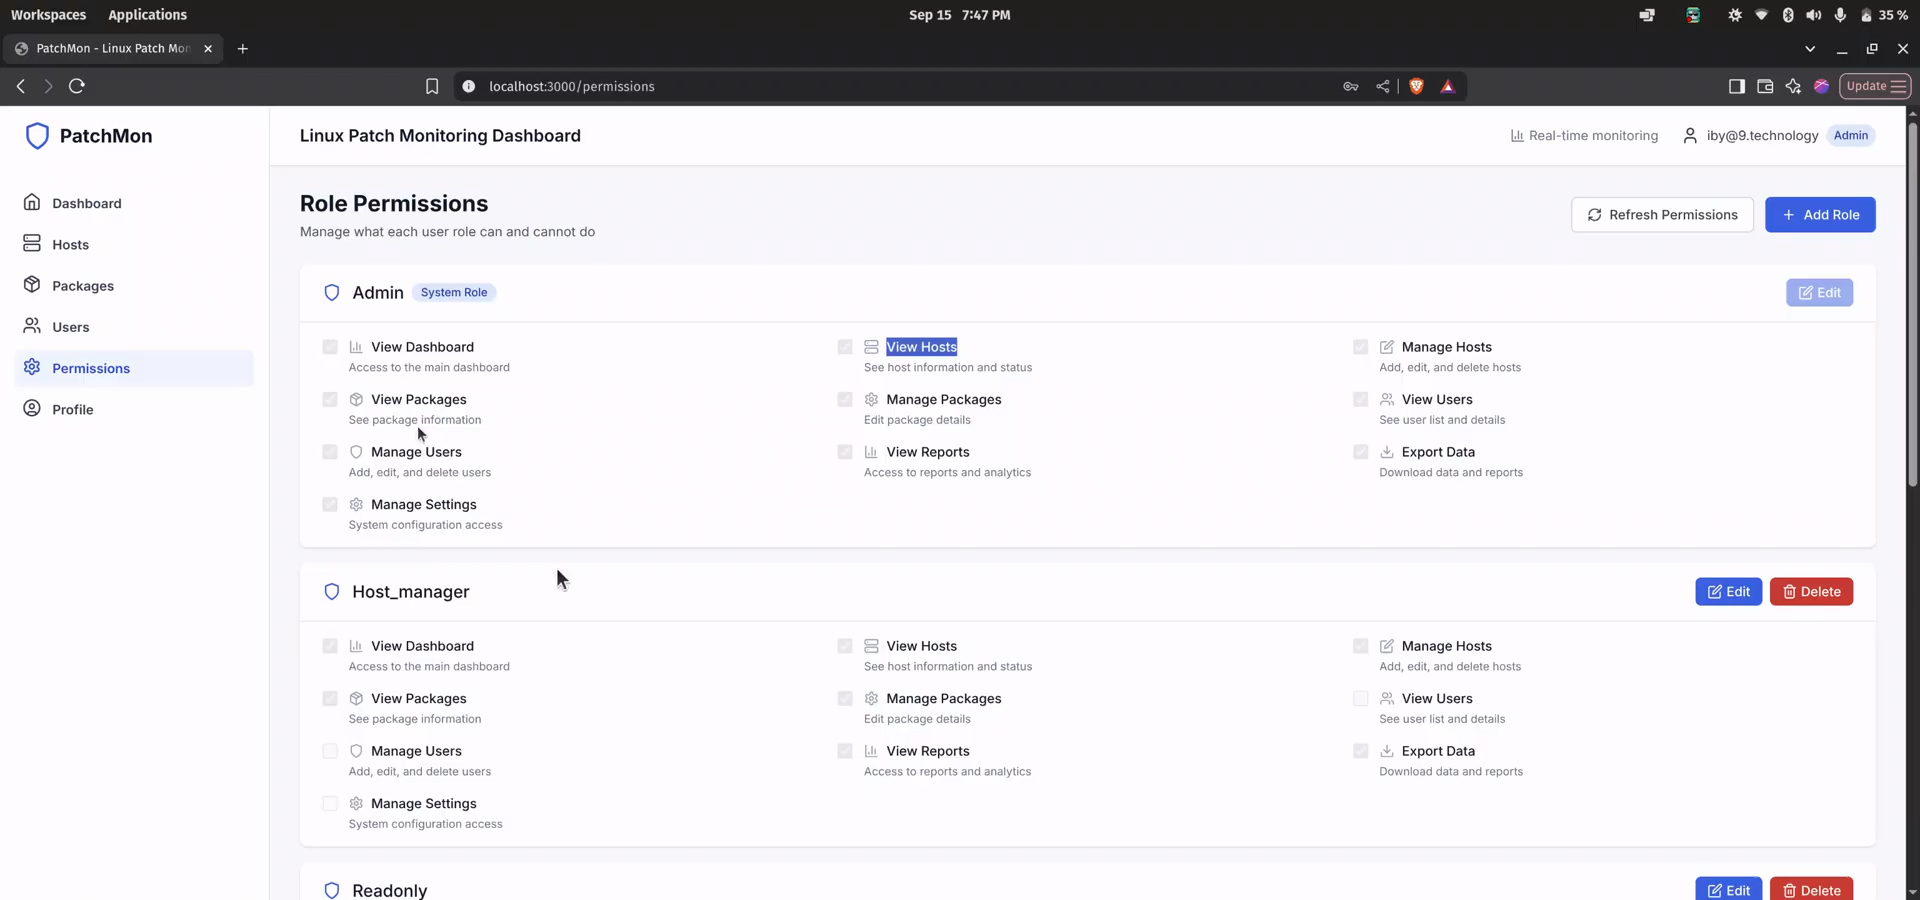 Workspaces Applications Sep 15 7:47 PM 35 %
PatchMon - Linux Patch Mon
localhost:3000/permissions Update
PatchMon
Linux Patch Monitoring Dashboard Real-time monitoring iby@9.technology Admin
Dashboard
Hosts
Packages
Users
Permissions
Profile
Role Permissions
Manage what each user role can and cannot do
Refresh Permissions
+ Add Role
Admin System Role Edit
View Dashboard
Access to the main dashboard
View Hosts
See host information and status
Manage Hosts
Add, edit, and delete hosts
View Packages
See package information
Manage Packages
Edit package details
View Users
See user list and details
Manage Users
Add, edit, and delete users
View Reports
Access to reports and analytics
Export Data
Download data and reports
Manage Settings
System configuration access
Host_manager Edit Delete
View Dashboard
Access to the main dashboard
View Hosts
See host information and status
Manage Hosts
Add, edit, and delete hosts
View Packages
See package information
Manage Packages
Edit package details
View Users
See user list and details
Manage Users
Add, edit, and delete users
View Reports
Access to reports and analytics
Export Data
Download data and reports
Manage Settings
System configuration access
Readonly Edit Delete